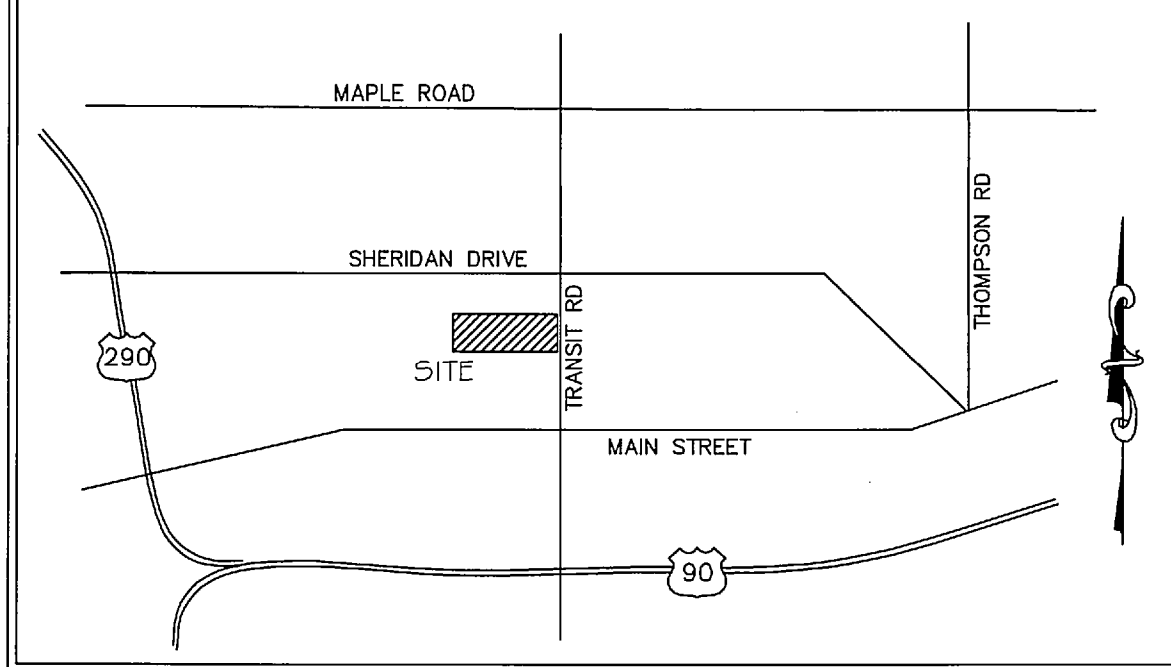 MAPLE ROAD
THOMPSON RD
SHERIDAN DRIVE
TRANSIT RD
290
SITE
MAIN STREET
90